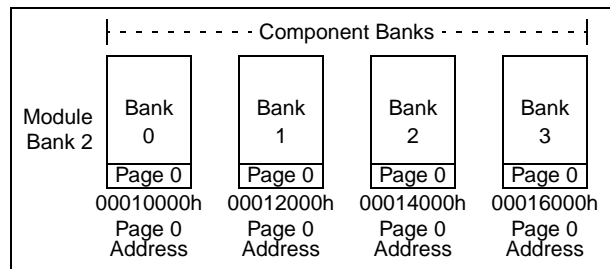 Component Banks
Module Bank 2
Bank 0 Bank 1 Bank 2 Bank 3
Page 0 Page 0 Page 0 Page 0
00010000h 00012000h 00014000h 00016000h
Page 0 Page 0 Page 0 Page 0
Address Address Address Address